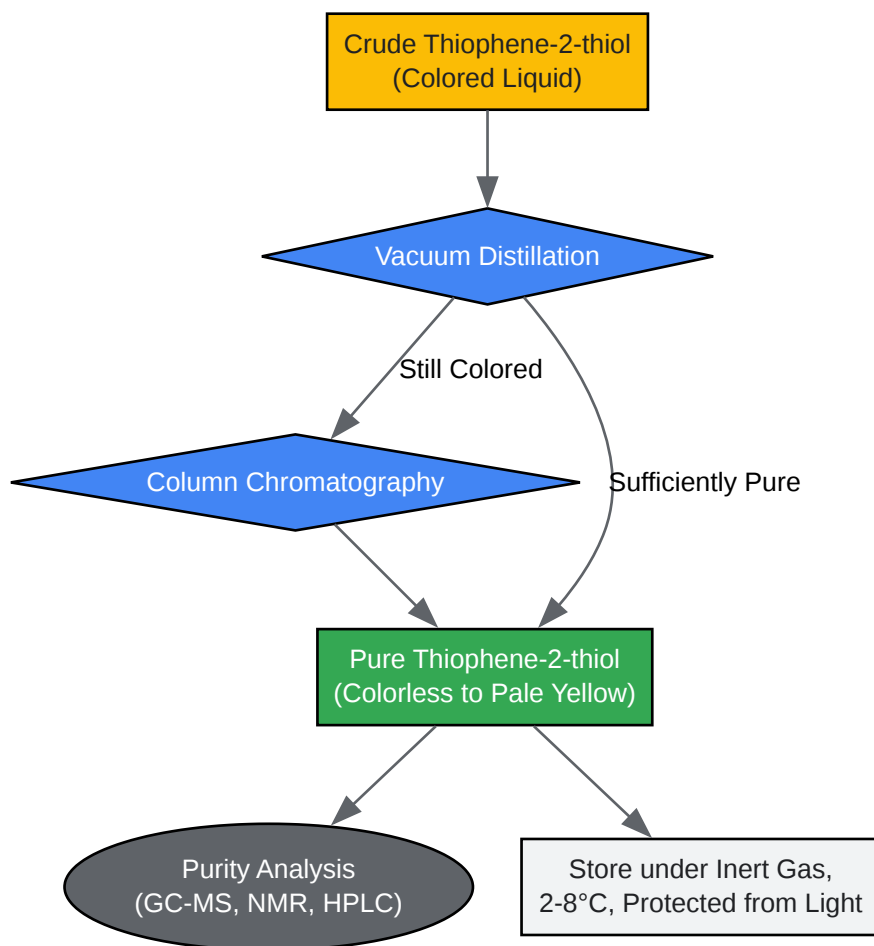 Crude Thiophene-2-thiol
(Colored Liquid)
Vacuum Distillation
Still Colored
Column Chromatography
Sufficiently Pure
Pure Thiophene-2-thiol
(Colorless to Pale Yellow)
Purity Analysis
(GC-MS, NMR, HPLC)
Store under Inert Gas,
2-8°C, Protected from Light